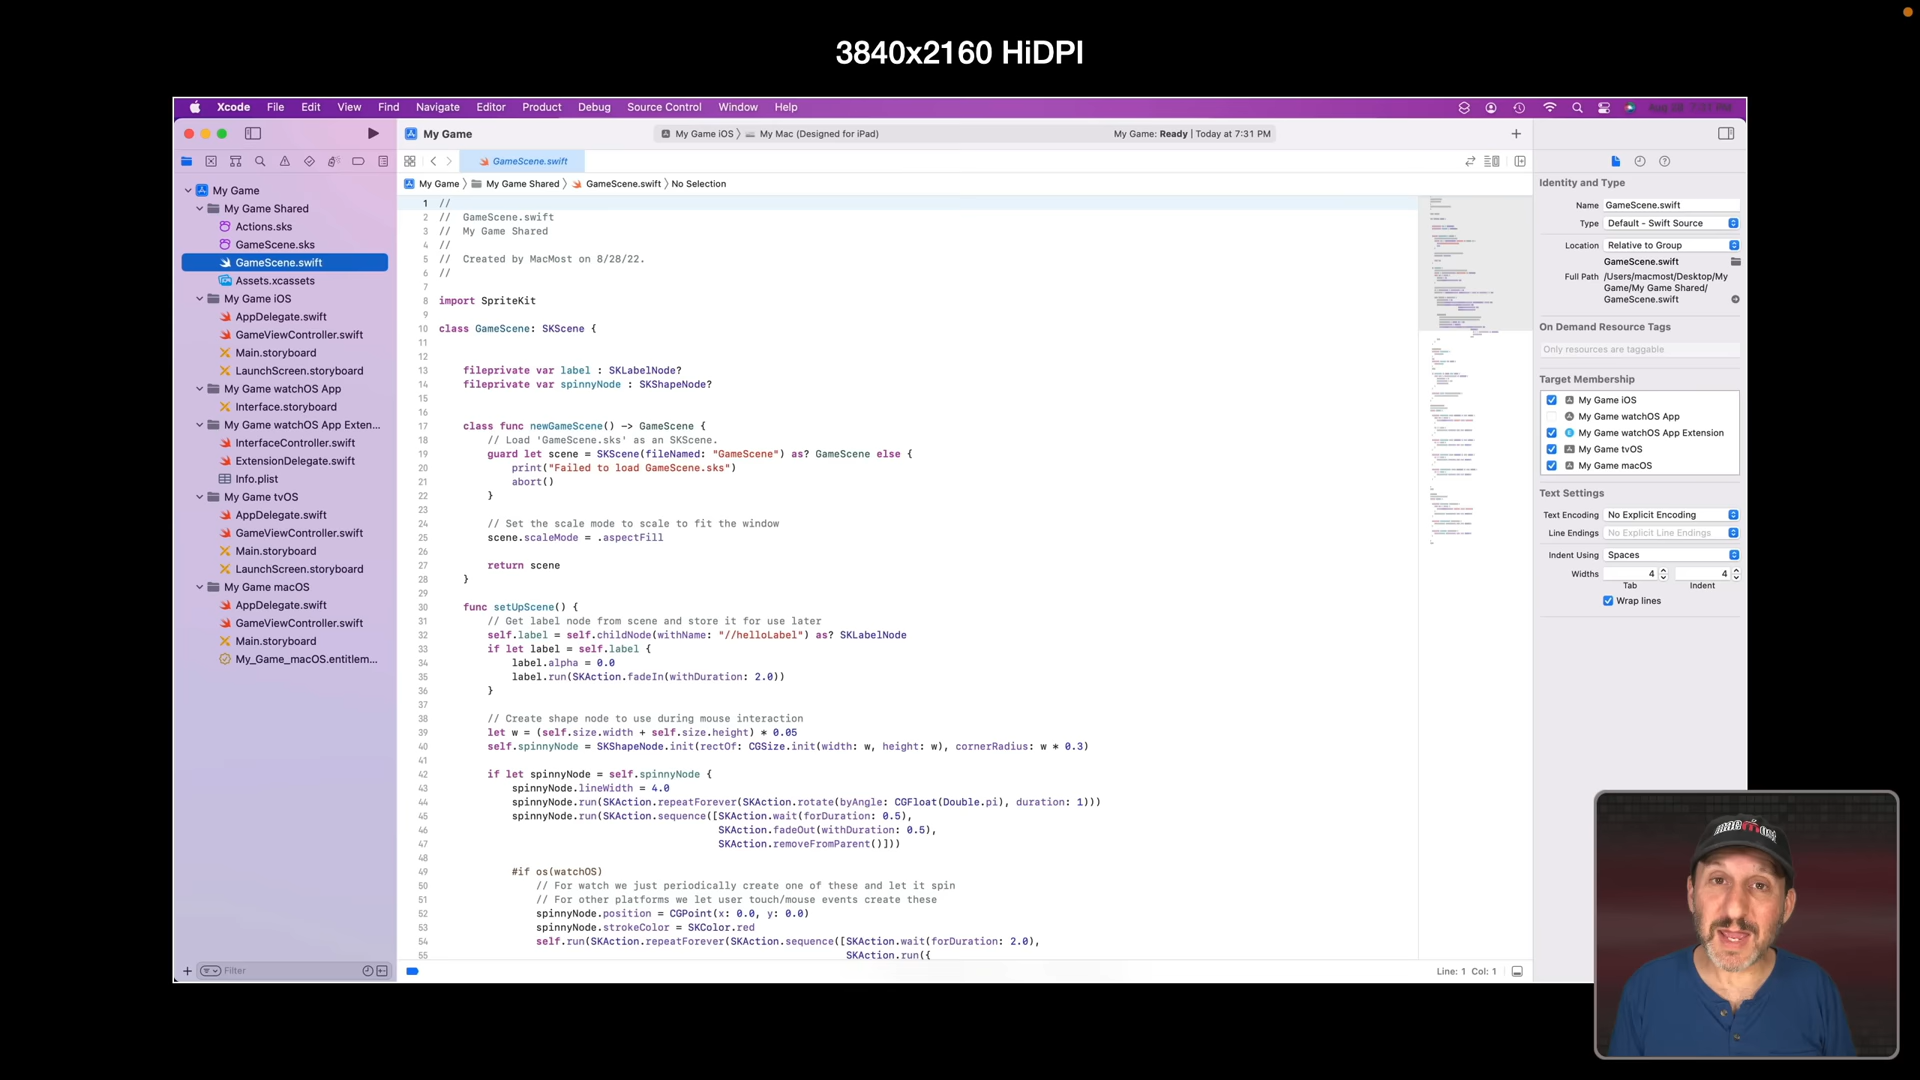 3840x2160 HiDPI
Xcode File Edit View Find Navigate Editor Product Debug Source Control Window Help
My Game
My Game iOS 〉 My Mac (Designed for iPad)
My Game: Ready | Today at 7:31 PM
GameScene.swift
My Game 〉 My Game Shared 〉 GameScene.swift 〉 No Selection
My Game
My Game Shared
Actions.sks
GameScene.sks
GameScene.swift
Assets.xcassets
My Game iOS
AppDelegate.swift
GameViewController.swift
Main.storyboard
LaunchScreen.storyboard
My Game watchOS App
Interface.storyboard
My Game watchOS App Exten...
InterfaceController.swift
ExtensionDelegate.swift
Info.plist
My Game tvOS
AppDelegate.swift
GameViewController.swift
Main.storyboard
LaunchScreen.storyboard
My Game macOS
AppDelegate.swift
GameViewController.swift
Main.storyboard
My_Game_macOS.entitlem...
Filter
1 //
2 //  GameScene.swift
3 //  My Game Shared
4 //
5 //  Created by MacMost on 8/28/22.
6 //
7
8 import SpriteKit
9
10 class GameScene: SKScene {
11
12
13 fileprivate var label : SKLabelNode?
14 fileprivate var spinnyNode : SKShapeNode?
15
16
17 class func newGameScene() -> GameScene {
18 // Load 'GameScene.sks' as an SKScene.
19 guard let scene = SKScene(fileNamed: "GameScene") as? GameScene else {
20 print("Failed to load GameScene.sks")
21 abort()
22 }
23
24 // Set the scale mode to scale to fit the window
25 scene.scaleMode = .aspectFill
26
27 return scene
28 }
29
30 func setUpScene() {
31 // Get label node from scene and store it for use later
32 self.label = self.childNode(withName: "//helloLabel") as? SKLabelNode
33 if let label = self.label {
34 label.alpha = 0.0
35 label.run(SKAction.fadeIn(withDuration: 2.0))
36 }
37
38 // Create shape node to use during mouse interaction
39 let w = (self.size.width + self.size.height) * 0.05
40 self.spinnyNode = SKShapeNode.init(rectOf: CGSize.init(width: w, height: w), cornerRadius: w * 0.3)
41
42 if let spinnyNode = self.spinnyNode {
43 spinnyNode.lineWidth = 4.0
44 spinnyNode.run(SKAction.repeatForever(SKAction.rotate(byAngle: CGFloat(Double.pi), duration: 1)))
45 spinnyNode.run(SKAction.sequence([SKAction.wait(forDuration: 0.5),
46 SKAction.fadeOut(withDuration: 0.5),
47 SKAction.removeFromParent()]))
48
49 #if os(watchOS)
50 // For watch we just periodically create one of these and let it spin
51 // For other platforms we let user touch/mouse events create these
52 spinnyNode.position = CGPoint(x: 0.0, y: 0.0)
53 spinnyNode.strokeColor = SKColor.red
54 self.run(SKAction.repeatForever(SKAction.sequence([SKAction.wait(forDuration: 2.0),
55 SKAction.run({
Line: 1 Col: 1
Identity and Type
Name GameScene.swift
Type Default - Swift Source
Location Relative to Group
GameScene.swift
Full Path /Users/macmost/Desktop/My
Game/My Game Shared/
GameScene.swift
On Demand Resource Tags
Only resources are taggable
Target Membership
My Game iOS
My Game watchOS App
My Game watchOS App Extension
My Game tvOS
My Game macOS
Text Settings
Text Encoding No Explicit Encoding
Line Endings No Explicit Line Endings
Indent Using Spaces
Widths 4 4
Tab Indent
Wrap lines
macmost